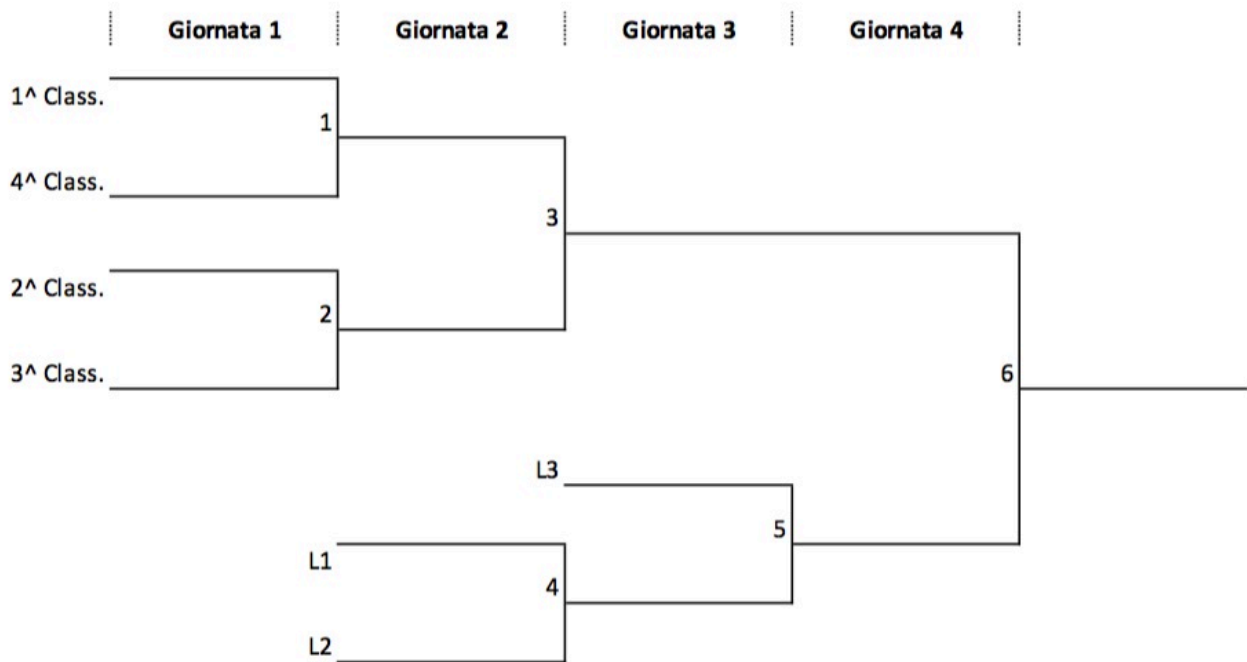 Giornata 1 Giornata 2 Giornata 3 Giornata 4
1^ Class.
1
4^ Class.
3
2^ Class.
2
3^ Class.
6
L3
5
L1
4
L2